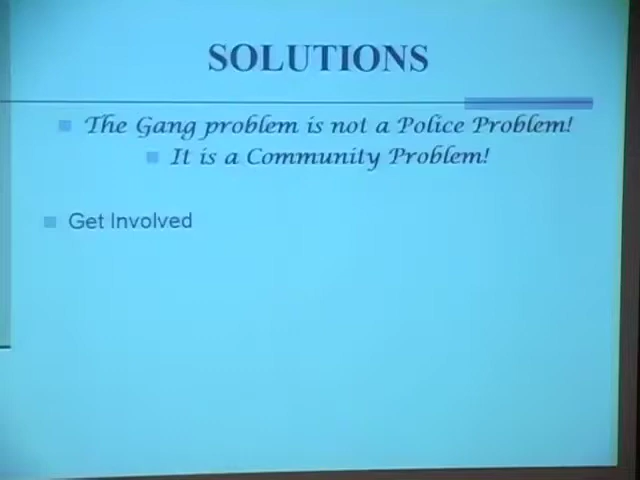 SOLUTIONS
The Gang problem is not a Police Problem!
It is a Community Problem!
Get Involved